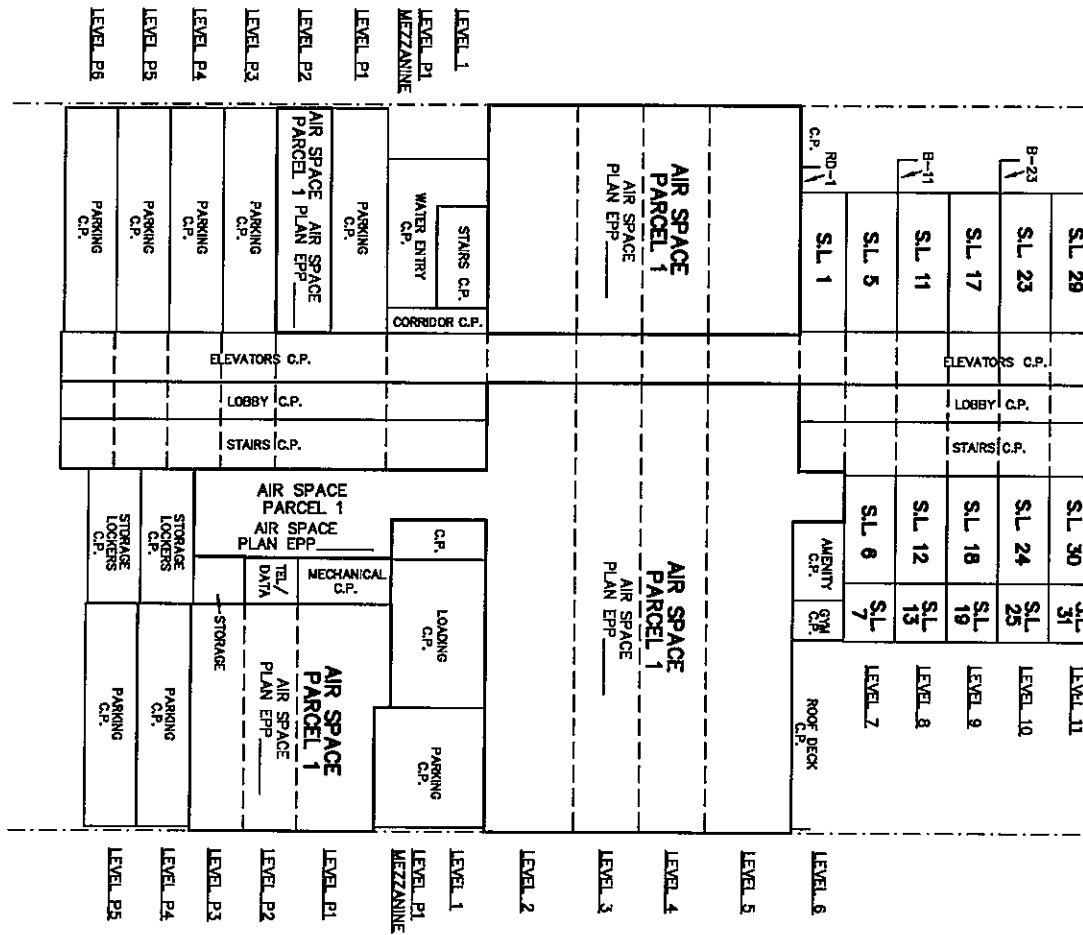 LEVEL 1
LEVEL P1
MEZZANINE
LEVEL P1
LEVEL P2
LEVEL P3
LEVEL P4
LEVEL P5
LEVEL P6
S.L. 29
S.L. 23
S.L. 17
S.L. 11
S.L. 5
S.L. 1
B-23
B-11
RD-1
C.P.
AIR SPACE
PARCEL 1
AIR SPACE
PLAN EPP
STAIRS C.P.
WATER ENTRY
C.P.
CORRIDOR C.P.
PARKING
C.P.
AIR SPACE AIR SPACE
PARCEL 1 PLAN EPP
PARKING
C.P.
PARKING
C.P.
PARKING
C.P.
PARKING
C.P.
ELEVATORS C.P.
ELEVATORS C.P.
LOBBY C.P.
LOBBY C.P.
STAIRS C.P.
STAIRS C.P.
S.L. 30
S.L. 24
S.L. 18
S.L. 12
S.L. 6
S.L.
31
S.L.
25
S.L.
19
S.L.
13
S.L.
7
AMENITY
C.P.
GYM
C.P.
ROOF DECK
C.P.
AIR SPACE
PARCEL 1
AIR SPACE
PLAN EPP
AIR SPACE
PARCEL 1
AIR SPACE
PLAN EPP
C.P.
LOADING
C.P.
PARKING
C.P.
MECHANICAL
C.P.
TEL/
DATA
STORAGE
STORAGE
LOCKERS
C.P.
STORAGE
LOCKERS
C.P.
AIR SPACE
PARCEL 1
AIR SPACE
PLAN EPP
PARKING
C.P.
PARKING
C.P.
LEVEL 11
LEVEL 10
LEVEL 9
LEVEL 8
LEVEL 7
LEVEL 6
LEVEL 5
LEVEL 4
LEVEL 3
LEVEL 2
LEVEL 1
LEVEL P1
MEZZANINE
LEVEL P1
LEVEL P2
LEVEL P3
LEVEL P4
LEVEL P5